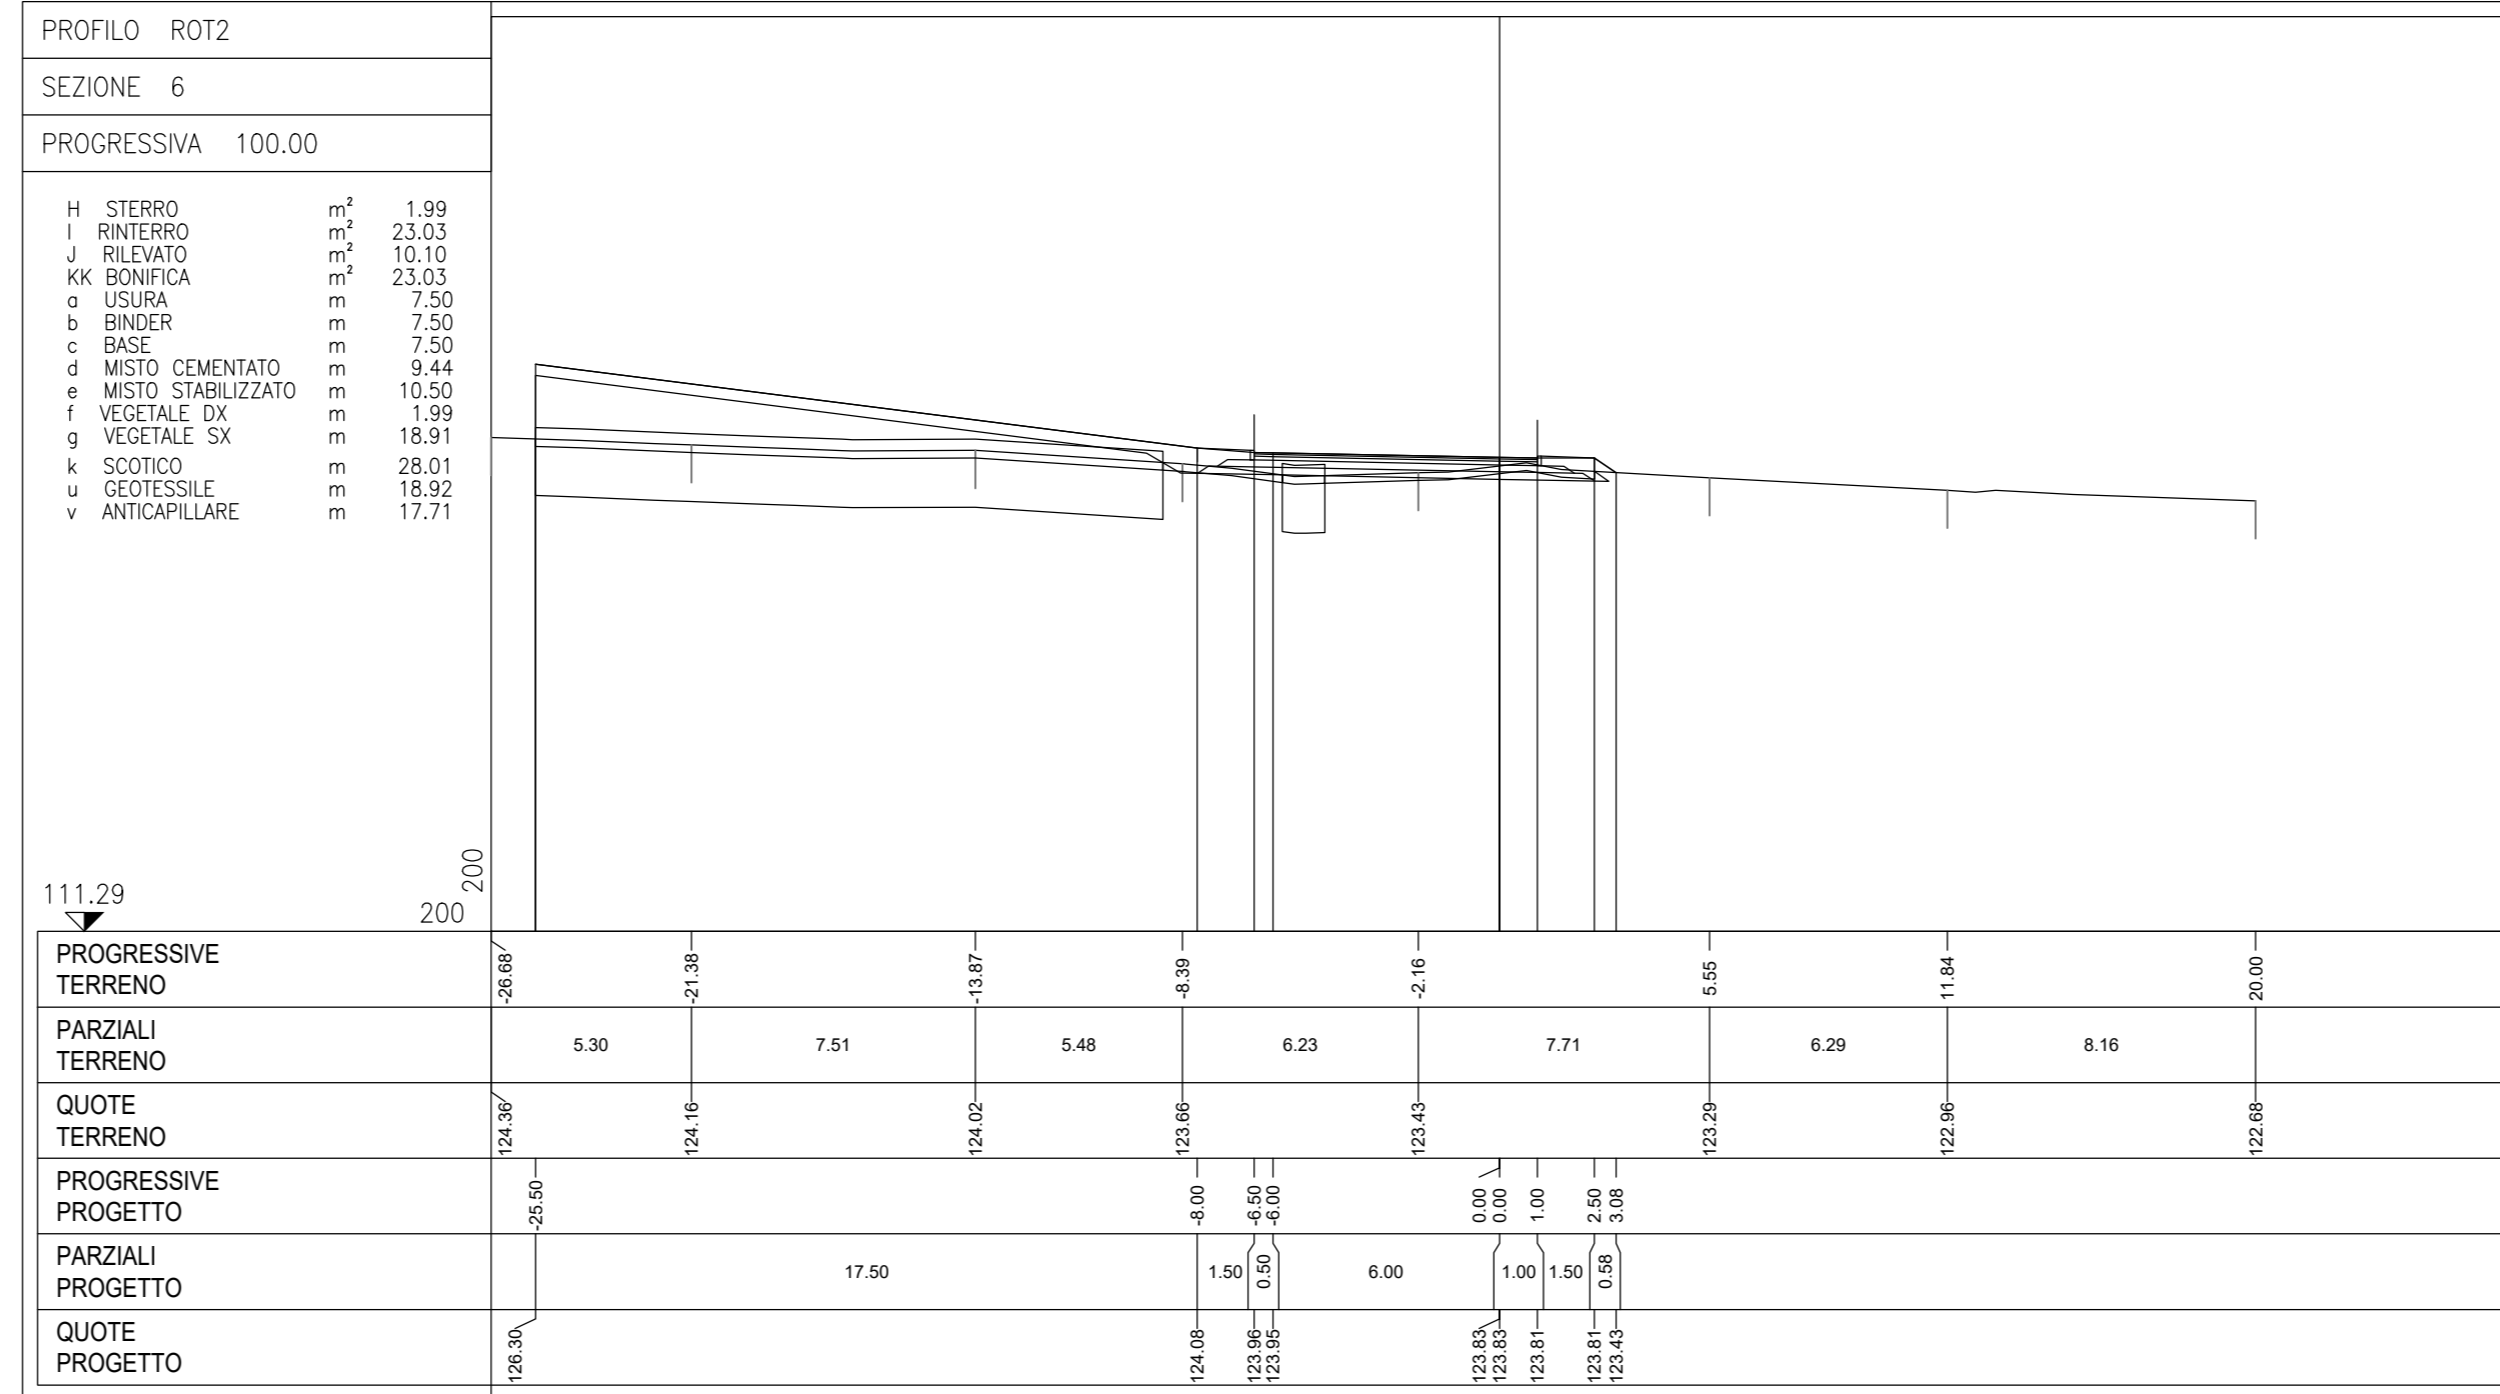 PROFILO ROT2
SEZIONE 6
PROGRESSIVA 100.00
H STERRO m² 1.99
I RINTERRO m² 23.03
J RILEVATO m² 10.10
KK BONIFICA m² 23.03
a USURA m 7.50
b BINDER m 7.50
c BASE m 7.50
d MISTO CEMENTATO m 9.44
e MISTO STABILIZZATO m 10.50
f VEGETALE DX m 1.99
g VEGETALE SX m 18.91
k SCOTICO m 28.01
u GEOTESSILE m 18.92
v ANTICAPILLARE m 17.71
200
111.29
200
PROGRESSIVE
TERRENO
-26.68 -21.38 -13.87 -8.39 -2.16 5.55 11.84 20.00
PARZIALI
TERRENO
5.30 7.51 5.48 6.23 7.71 6.29 8.16
QUOTE
TERRENO
124.36 124.16 124.02 123.66 123.43 123.29 122.96 122.68
PROGRESSIVE
PROGETTO
-25.50 -8.00 -6.50 -6.00 0.00 0.00 1.00 2.50 3.08
PARZIALI
PROGETTO
17.50 1.50 0.50 6.00 1.00 1.50 0.58
QUOTE
PROGETTO
126.30 124.08 123.96 123.95 123.83 123.83 123.81 123.81 123.43